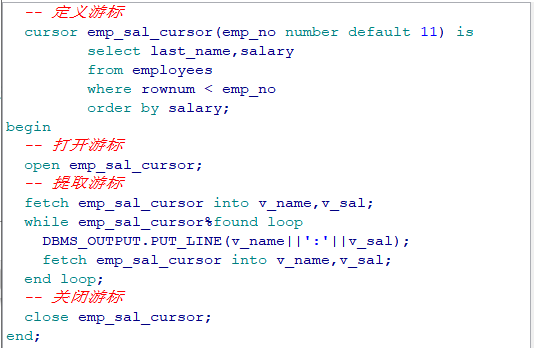 -- 定义游标
cursor emp_sal_cursor(emp_no number default 11) is
select last_name,salary
from employees
where rownum < emp_no
order by salary;
begin
-- 打开游标
open emp_sal_cursor;
-- 提取游标
fetch emp_sal_cursor into v_name,v_sal;
while emp_sal_cursor%found loop
DBMS_OUTPUT.PUT_LINE(v_name||':'||v_sal);
fetch emp_sal_cursor into v_name,v_sal;
end loop;
-- 关闭游标
close emp_sal_cursor;
end;